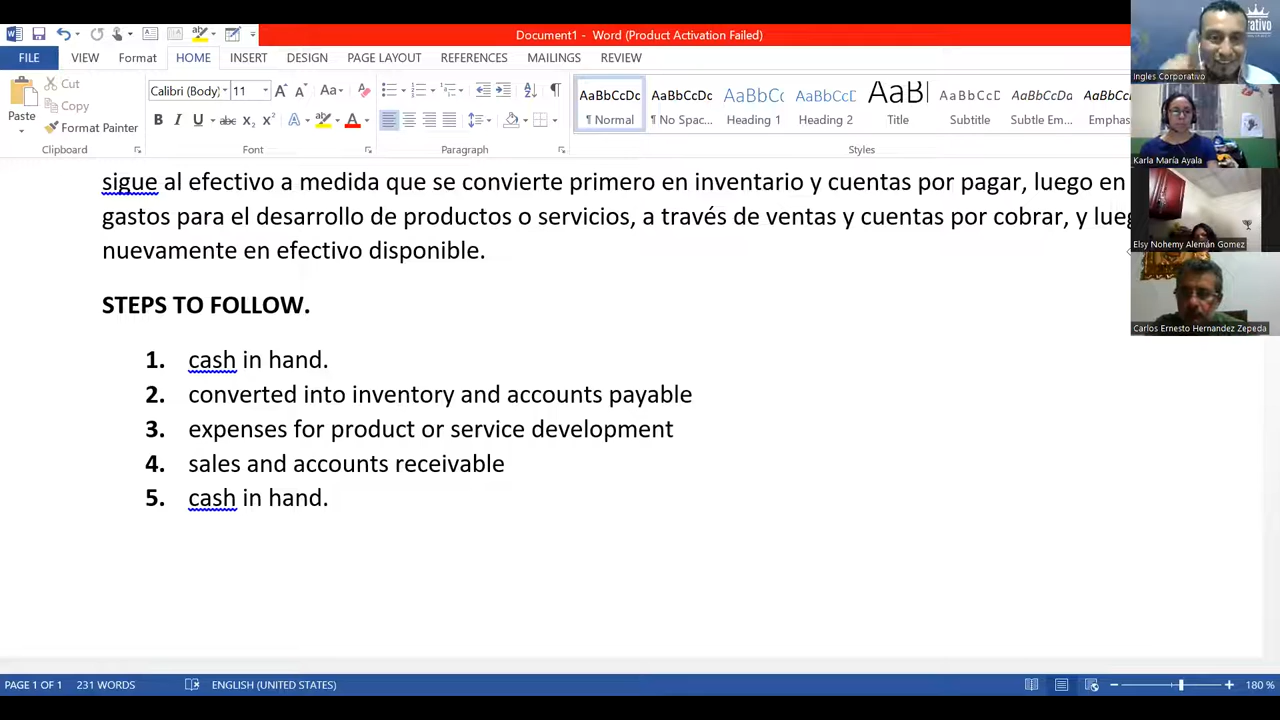 Document1 - Word (Product Activation Failed)
FILE VIEW Format HOME INSERT DESIGN PAGE LAYOUT REFERENCES MAILINGS REVIEW
Paste
Cut
Copy
Format Painter
Clipboard
Calibri (Body) 11
Font
Paragraph
AaBbCcDc AaBbCcDc AaBbC AaBbCcD AaB AaBbCcD AaBbCcDc AaBbCcDc
¶ Normal ¶ No Spac... Heading 1 Heading 2 Title Subtitle Subtle Em... Emphas
Styles
Ingles Corporativo
Karla María Ayala
Elsy Nohemy Alemán Gomez
Carlos Ernesto Hernandez Zepeda
sigue al efectivo a medida que se convierte primero en inventario y cuentas por pagar, luego en
gastos para el desarrollo de productos o servicios, a través de ventas y cuentas por cobrar, y lueg
nuevamente en efectivo disponible.
STEPS TO FOLLOW.
1. cash in hand.
2. converted into inventory and accounts payable
3. expenses for product or service development
4. sales and accounts receivable
5. cash in hand.
PAGE 1 OF 1 231 WORDS ENGLISH (UNITED STATES) 180 %